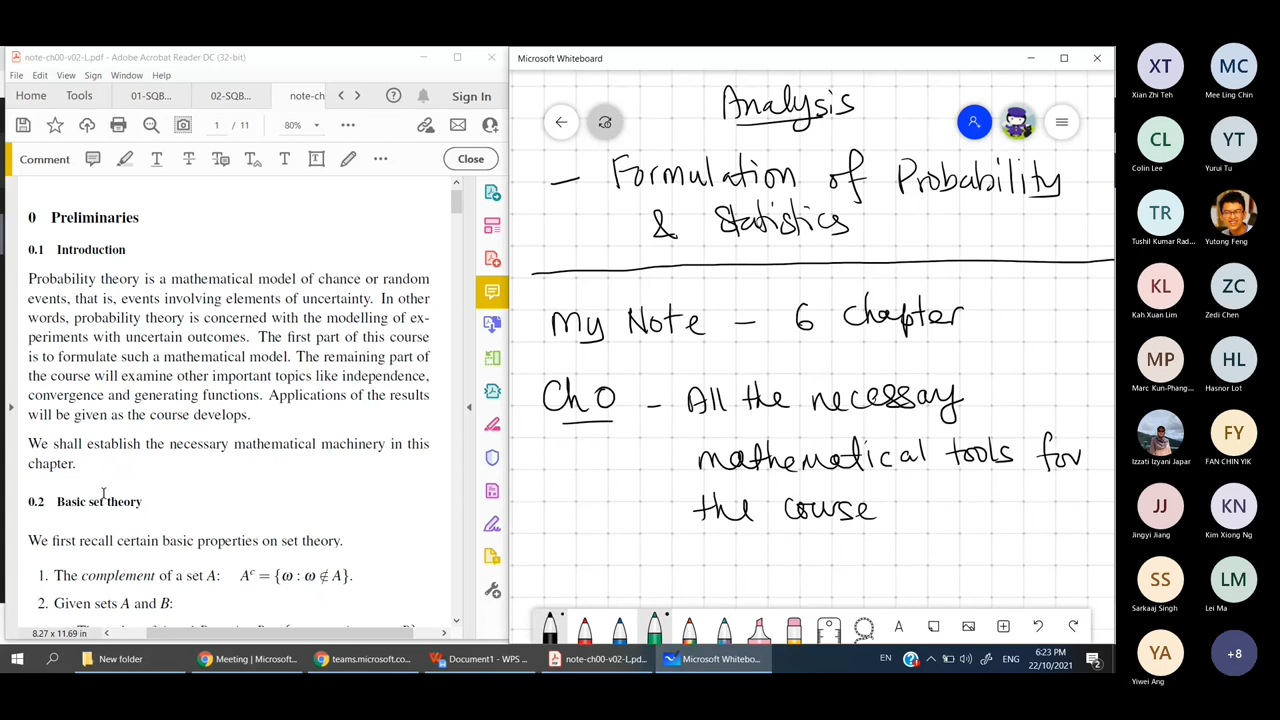 note-ch00-v02-L.pdf - Adobe Acrobat Reader DC (32-bit)
File Edit View Sign Window Help
Home Tools 01-SQB... 02-SQB... note-ch Sign In
1 / 11 80%
Comment Close
0 Preliminaries
0.1 Introduction
Probability theory is a mathematical model of chance or random
events, that is, events involving elements of uncertainty. In other
words, probability theory is concerned with the modelling of ex-
periments with uncertain outcomes. The first part of this course
is to formulate such a mathematical model. The remaining part of
the course will examine other important topics like independence,
convergence and generating functions. Applications of the results
will be given as the course develops.
We shall establish the necessary mathematical machinery in this
chapter.
0.2 Basic set theory
We first recall certain basic properties on set theory.
1. The complement of a set A: Aᶜ = {ω : ω ∉ A}.
2. Given sets A and B:
8.27 x 11.69 in
Microsoft Whiteboard
Analysis
— Formulation of Probability
& Statistics
My Note - 6 chapter
Ch 0 - All the necessary
mathematical tools for
the course
XT
Xian Zhi Teh
MC
Mee Ling Chin
CL
Colin Lee
YT
Yurui Tu
TR
Tushil Kumar Rad...
Yutong Feng
KL
Kah Xuan Lim
ZC
Zedi Chen
MP
Marc Kun-Phang...
HL
Hasnor Lot
Izzati Izyani Japar
FY
FAN CHIN YIK
JJ
Jingyi Jiang
KN
Kim Xiong Ng
SS
Sarkaaj Singh
LM
Lei Ma
YA
Yiwei Ang
+8
New folder
Meeting | Microsoft...
teams.microsoft.co...
Document1 - WPS ...
note-ch00-v02-L.pd...
Microsoft Whitebo...
EN
ENG
6:23 PM
22/10/2021
2